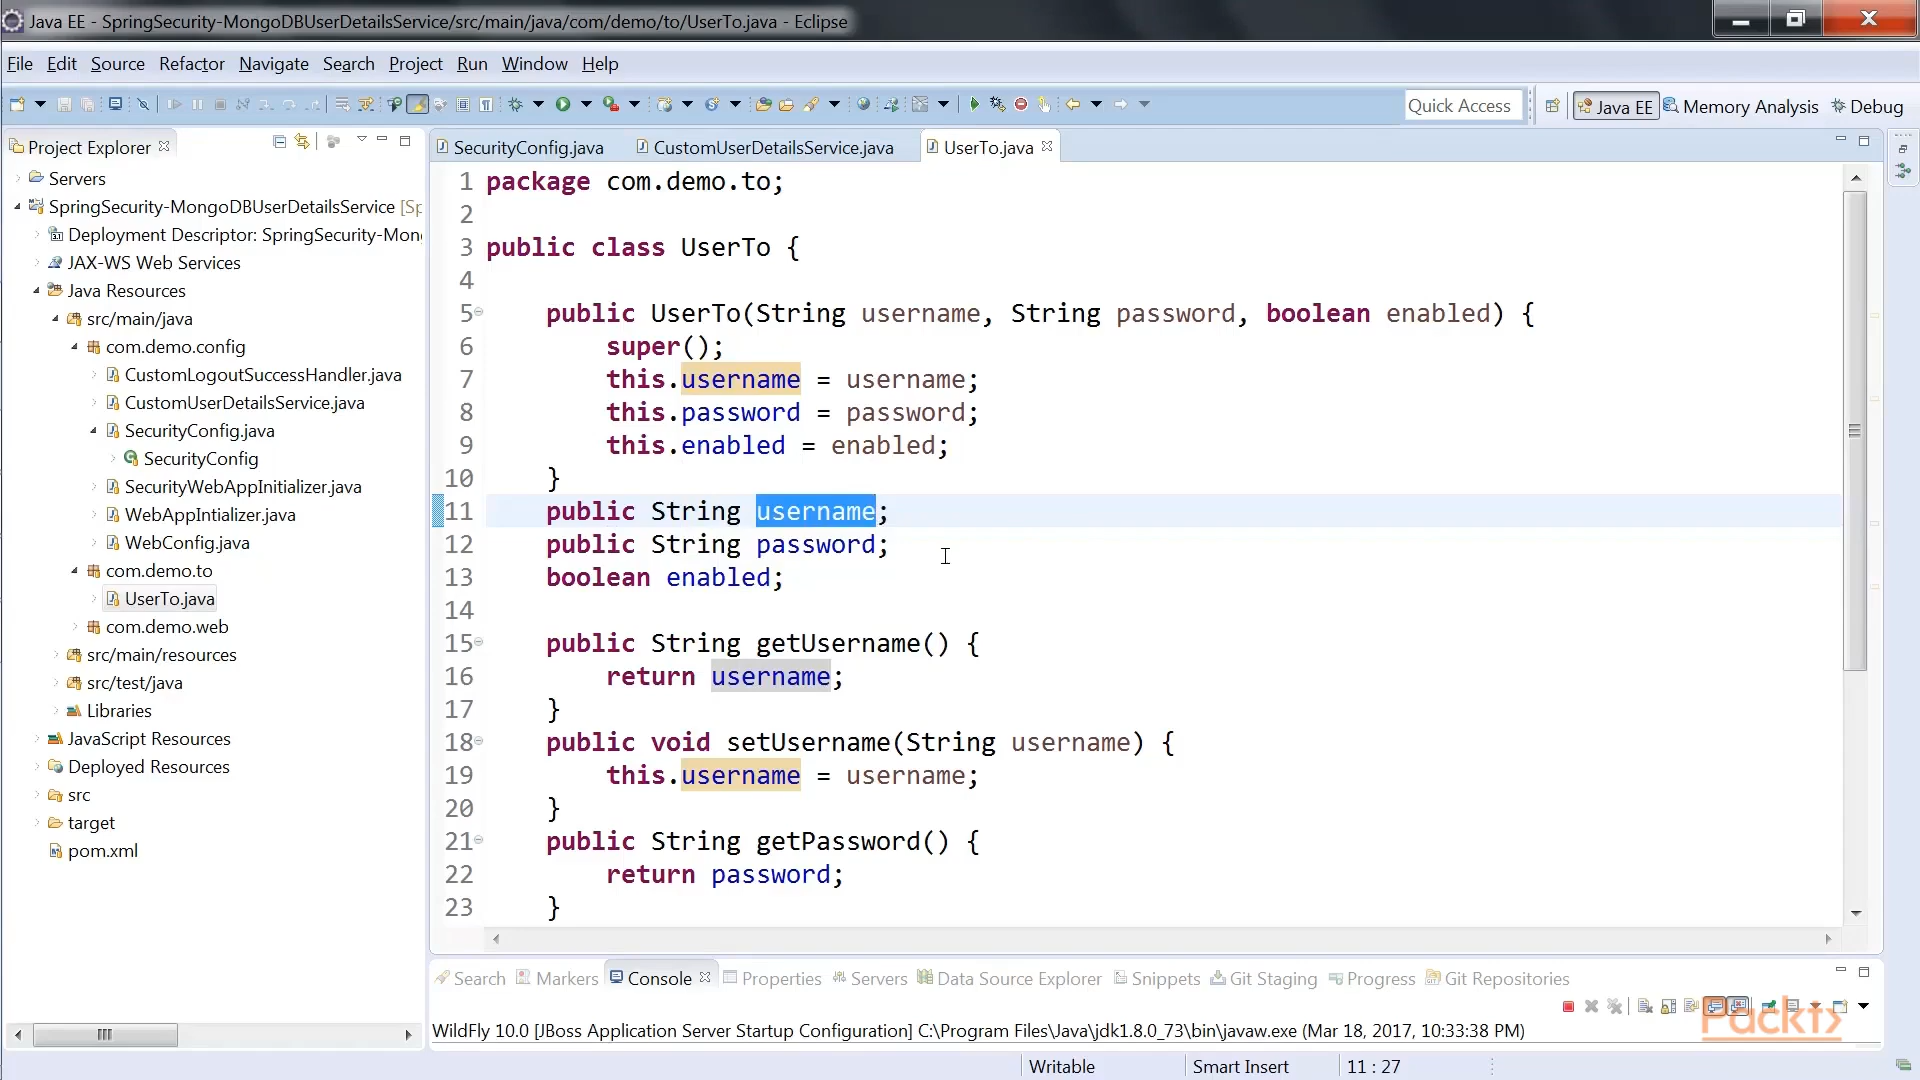 Java EE - SpringSecurity-MongoDBUserDetailsService/src/main/java/com/demo/to/UserTo.java - Eclipse
File Edit Source Refactor Navigate Search Project Run Window Help
Quick Access Java EE Memory Analysis Debug
Project Explorer
Servers
SpringSecurity-MongoDBUserDetailsService [Sp
Deployment Descriptor: SpringSecurity-Mon
JAX-WS Web Services
Java Resources
src/main/java
com.demo.config
CustomLogoutSuccessHandler.java
CustomUserDetailsService.java
SecurityConfig.java
SecurityConfig
SecurityWebAppInitializer.java
WebAppIntializer.java
WebConfig.java
com.demo.to
UserTo.java
com.demo.web
src/main/resources
src/test/java
Libraries
JavaScript Resources
Deployed Resources
src
target
pom.xml
SecurityConfig.java CustomUserDetailsService.java UserTo.java
1 package com.demo.to;
2
3 public class UserTo {
4
5 public UserTo(String username, String password, boolean enabled) {
6 super();
7 this.username = username;
8 this.password = password;
9 this.enabled = enabled;
10 }
11 public String username;
12 public String password;
13 boolean enabled;
14
15 public String getUsername() {
16 return username;
17 }
18 public void setUsername(String username) {
19 this.username = username;
20 }
21 public String getPassword() {
22 return password;
23 }
Search Markers Console Properties Servers Data Source Explorer Snippets Git Staging Progress Git Repositories
WildFly 10.0 [JBoss Application Server Startup Configuration] C:\Program Files\Java\jdk1.8.0_73\bin\javaw.exe (Mar 18, 2017, 10:33:38 PM)
Packt>
Writable Smart Insert 11 : 27